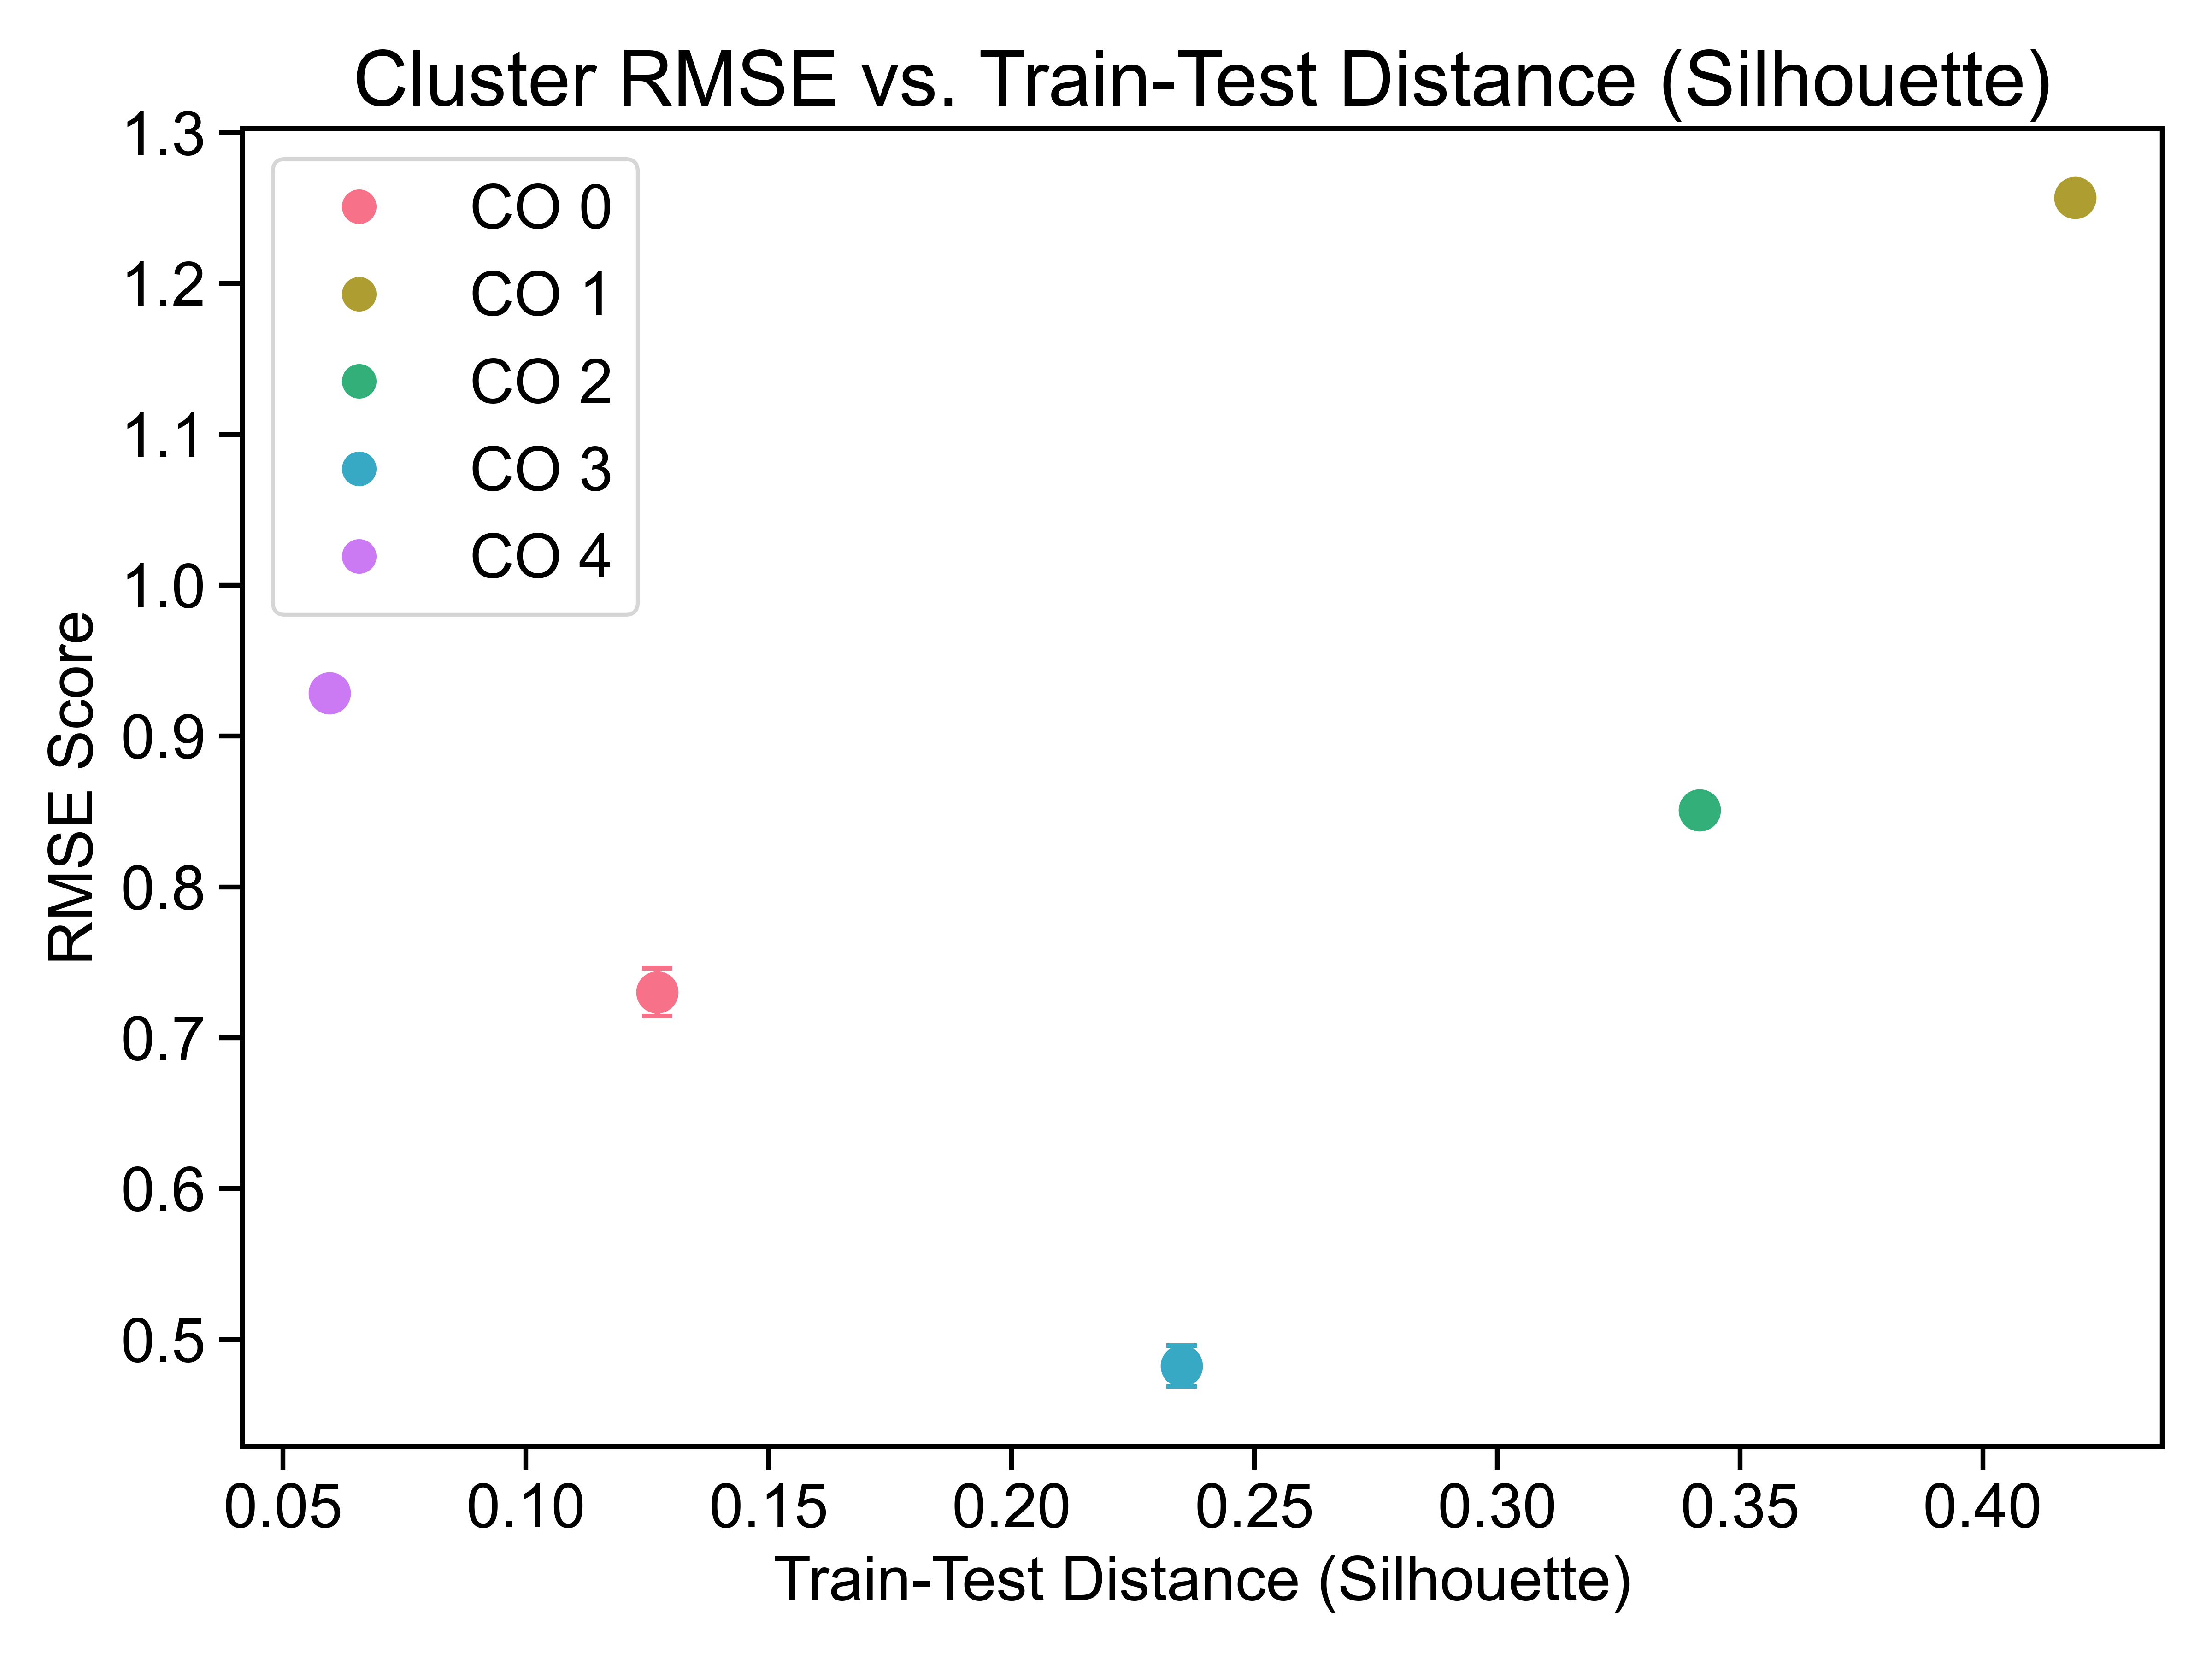 Cluster RMSE vs. Train-Test Distance (Silhouette)
1.3
1.2
1.1
1.0
0.9
0.8
0.7
0.6
0.5
RMSE Score
CO 0
CO 1
CO 2
CO 3
CO 4
0.05 0.10 0.15 0.20 0.25 0.30 0.35 0.40
Train-Test Distance (Silhouette)